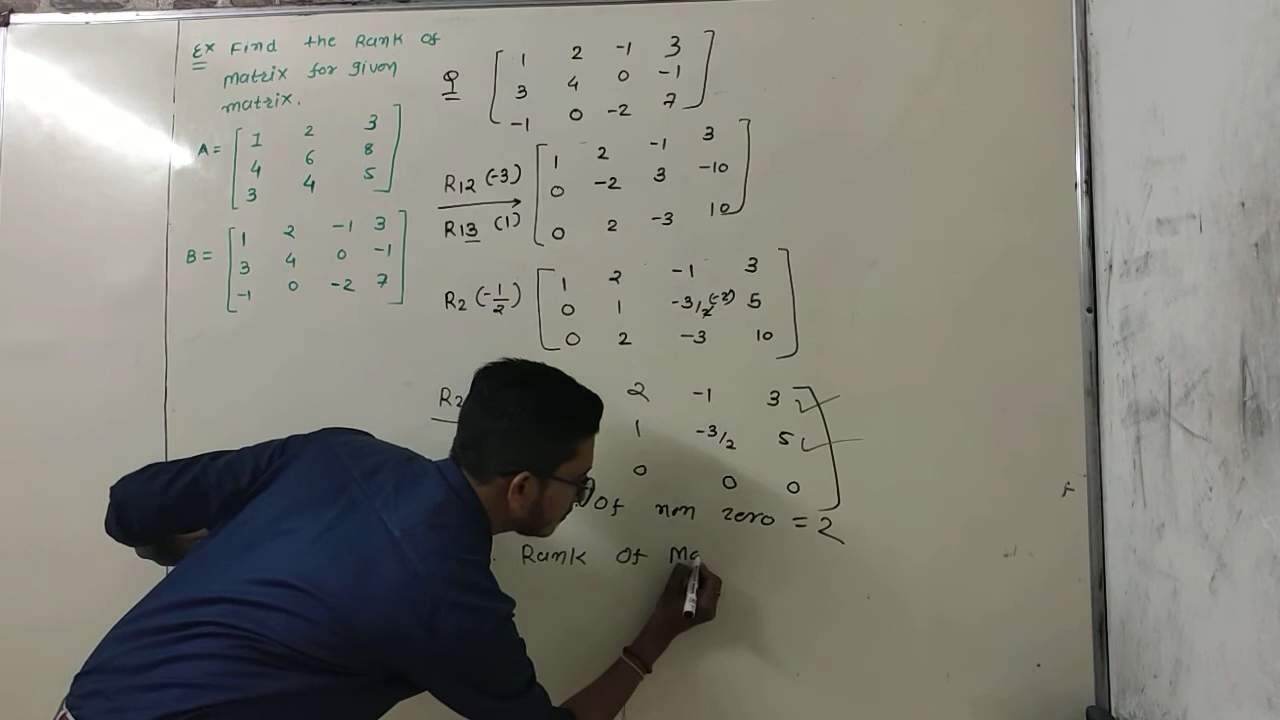 Ex Find the Rank of
matrix for given
matrix.
A = [ 1 2 3
4 6 8
3 4 5 ]
B = [ 1 2 -1 3
3 4 0 -1
-1 0 -2 7 ]
Q [ 1 2 -1 3
3 4 0 -1
-1 0 -2 7 ]
R12 (-3)
R13 (1)
[ 1 2 -1 3
0 -2 3 -10
0 2 -3 10 ]
R2 (-1/2)
[ 1 2 -1 3
0 1 -3/2 (-2) 5
0 2 -3 10 ]
R2
2 -1 3
1 -3/2 5
0 0 0 ]
of non zero = 2
Rank of Ma